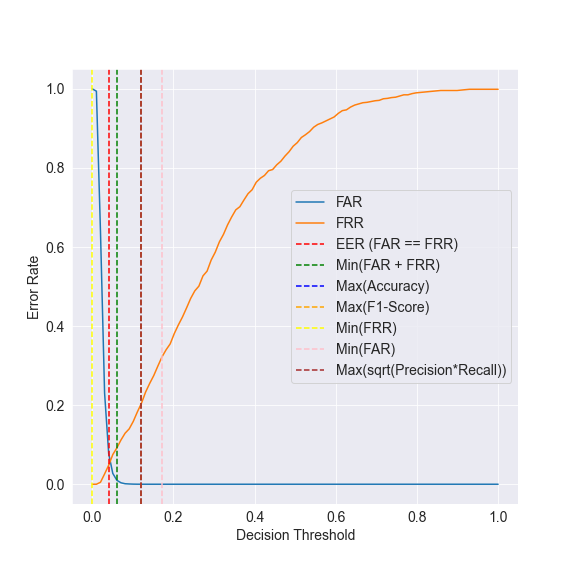 1.0
0.8
0.6
0.4
0.2
0.0
Error Rate
FAR
FRR
EER (FAR == FRR)
Min(FAR + FRR)
Max(Accuracy)
Max(F1-Score)
Min(FRR)
Min(FAR)
Max(sqrt(Precision*Recall))
0.0 0.2 0.4 0.6 0.8 1.0
Decision Threshold